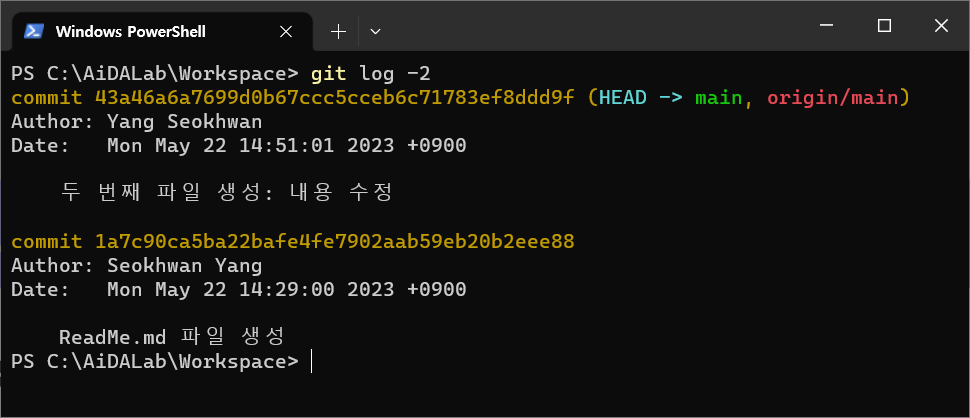 Windows PowerShell
PS C:\AiDALab\Workspace> git log -2
commit 43a46a6a7699d0b67ccc5cceb6c71783ef8ddd9f (HEAD -> main, origin/main)
Author: Yang Seokhwan
Date:   Mon May 22 14:51:01 2023 +0900
두 번째 파일 생성: 내용 수정
commit 1a7c90ca5ba22bafe4fe7902aab59eb20b2eee88
Author: Seokhwan Yang
Date:   Mon May 22 14:29:00 2023 +0900
ReadMe.md 파일 생성
PS C:\AiDALab\Workspace>